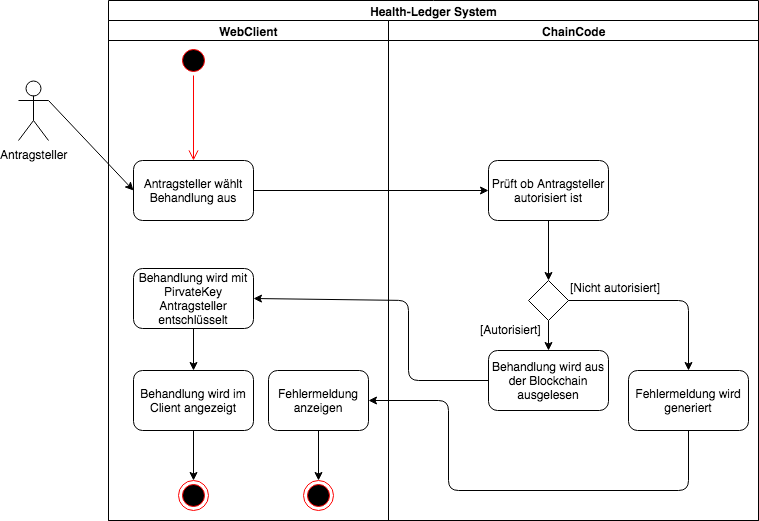 Health-Ledger System
WebClient
ChainCode
Antragsteller
Antragsteller wählt
Behandlung aus
Prüft ob Antragsteller
autorisiert ist
Behandlung wird mit
PirvateKey
Antragsteller
entschlüsselt
[Nicht autorisiert]
[Autorisiert]
Behandlung wird im
Client angezeigt
Fehlermeldung
anzeigen
Behandlung wird aus
der Blockchain
ausgelesen
Fehlermeldung wird
generiert